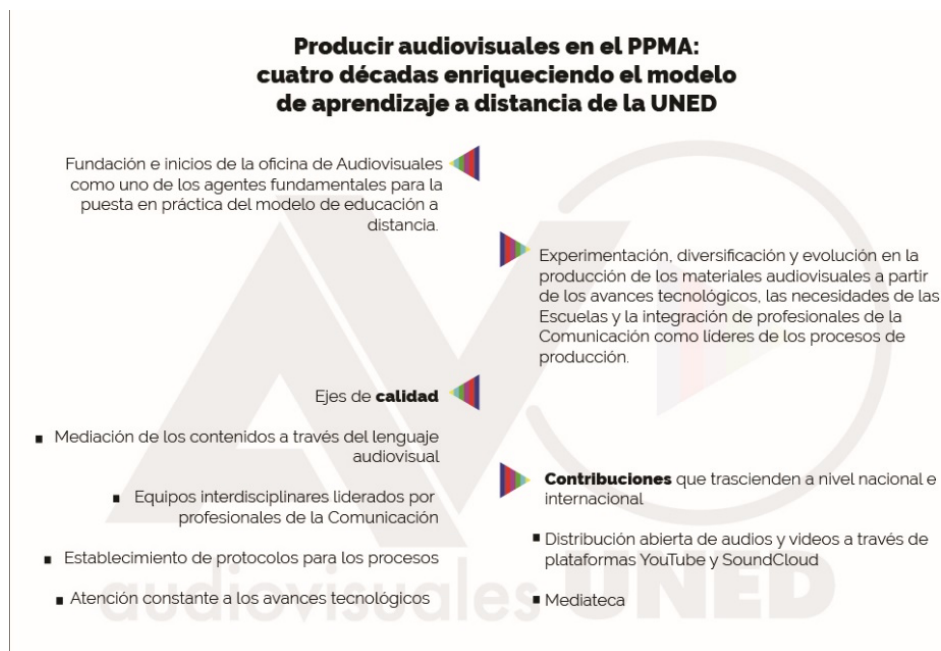 Producir audiovisuales en el PPMA:
cuatro décadas enriqueciendo el modelo
de aprendizaje a distancia de la UNED
Fundación e inicios de la oficina de Audiovisuales
como uno de los agentes fundamentales para la
puesta en práctica del modelo de educación a
distancia.
Experimentación, diversificación y evolución en la
producción de los materiales audiovisuales a partir
de los avances tecnológicos, las necesidades de las
Escuelas y la integración de profesionales de la
Comunicación como líderes de los procesos de
producción.
Ejes de calidad
▪ Mediación de los contenidos a través del lenguaje
audiovisual
▪ Equipos interdisciplinares liderados por
profesionales de la Comunicación
▪ Establecimiento de protocolos para los procesos
▪ Atención constante a los avances tecnológicos
Contribuciones que trascienden a nivel nacional e
internacional
▪ Distribución abierta de audios y videos a través de
plataformas YouTube y SoundCloud
▪ Mediateca
audiovisuales UNED